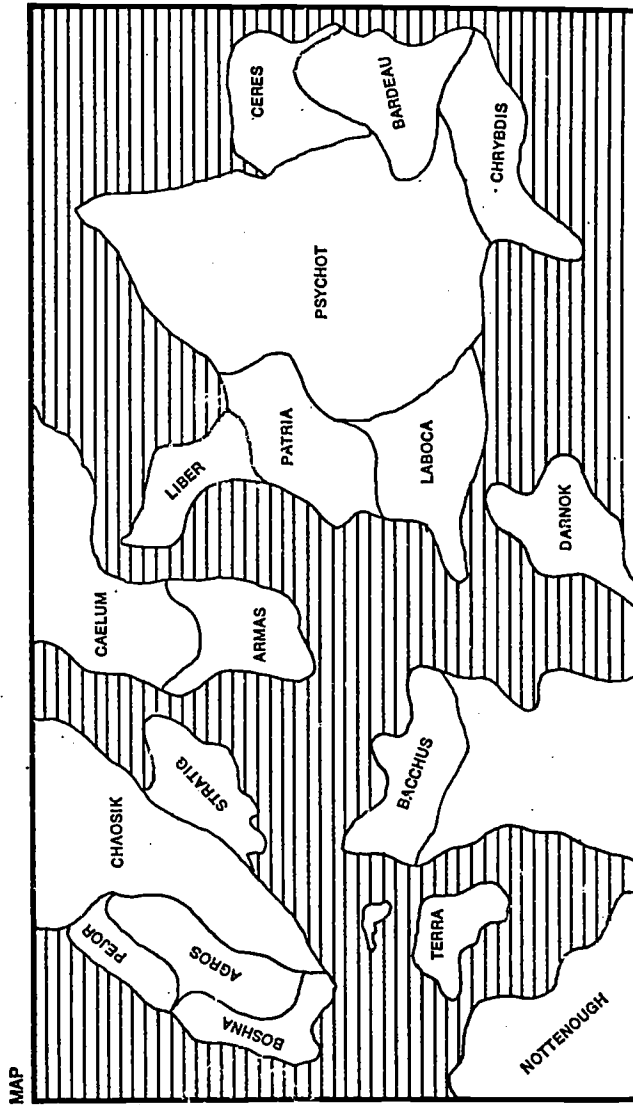 MAP
CHAOSIK
PEJOR
AGROS
BOSHNA
STRATIG
CAELUM
ARMAS
LIBER
PATRIA
LABOCA
PSYCHOT
CERES
BARDEAU
CHRYBDIS
DARNOK
BACCHUS
TERRA
NOTTENOUGH